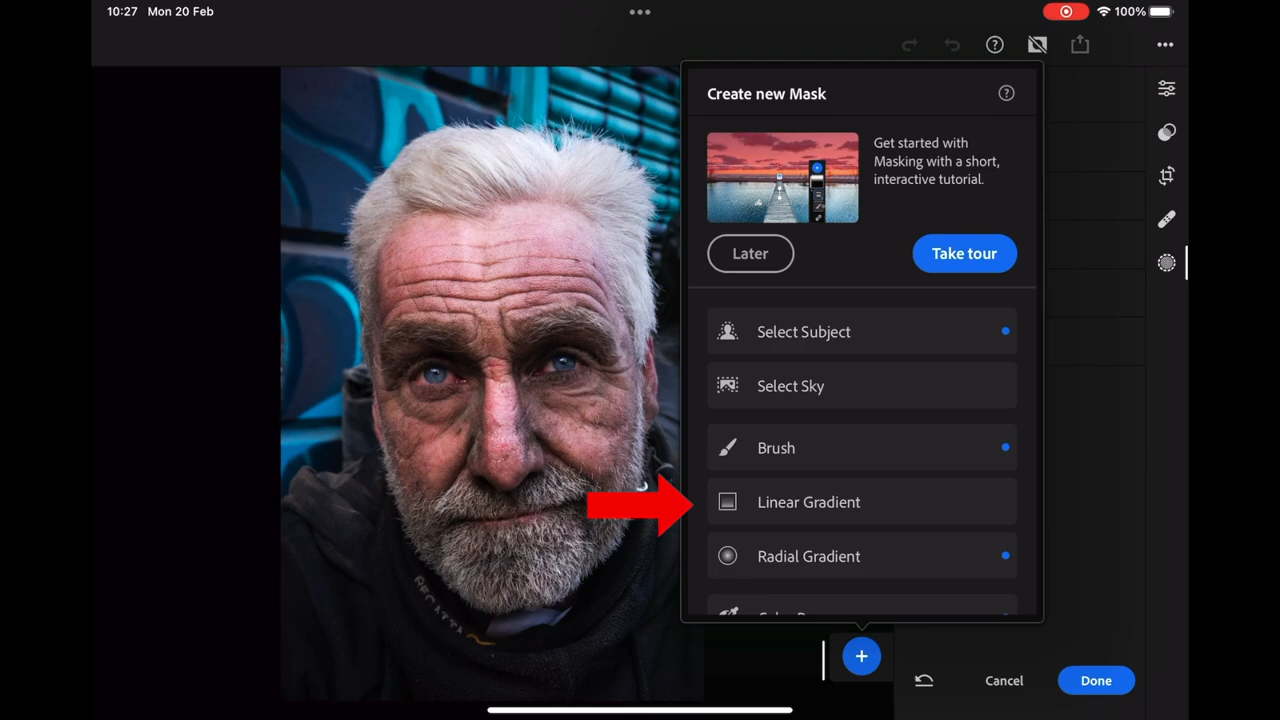 10:27 Mon 20 Feb
100%
Create new Mask
Get started with
Masking with a short,
interactive tutorial.
Later
Take tour
Select Subject
Select Sky
Brush
Linear Gradient
Radial Gradient
REGATTA
Cancel
Done